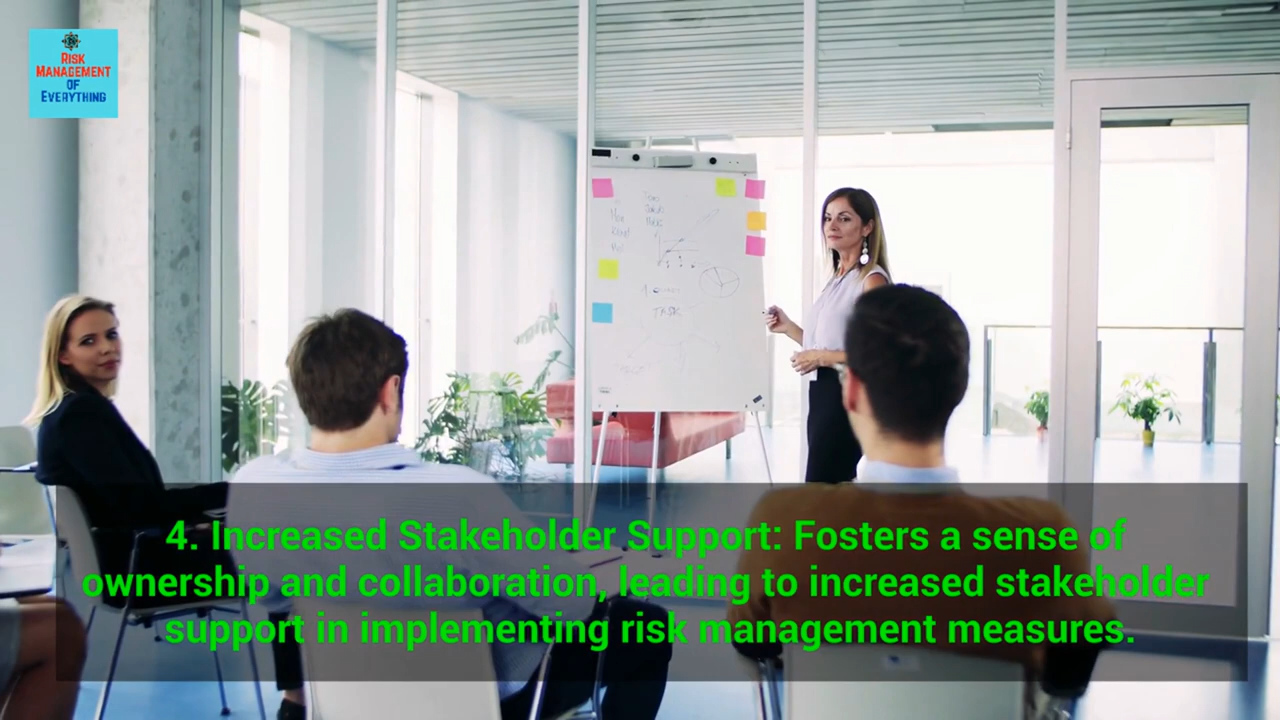 RISK
MANAGEMENT
OF
EVERYTHING
TASK
4. Increased Stakeholder Support: Fosters a sense of
ownership and collaboration, leading to increased stakeholder
support in implementing risk management measures.